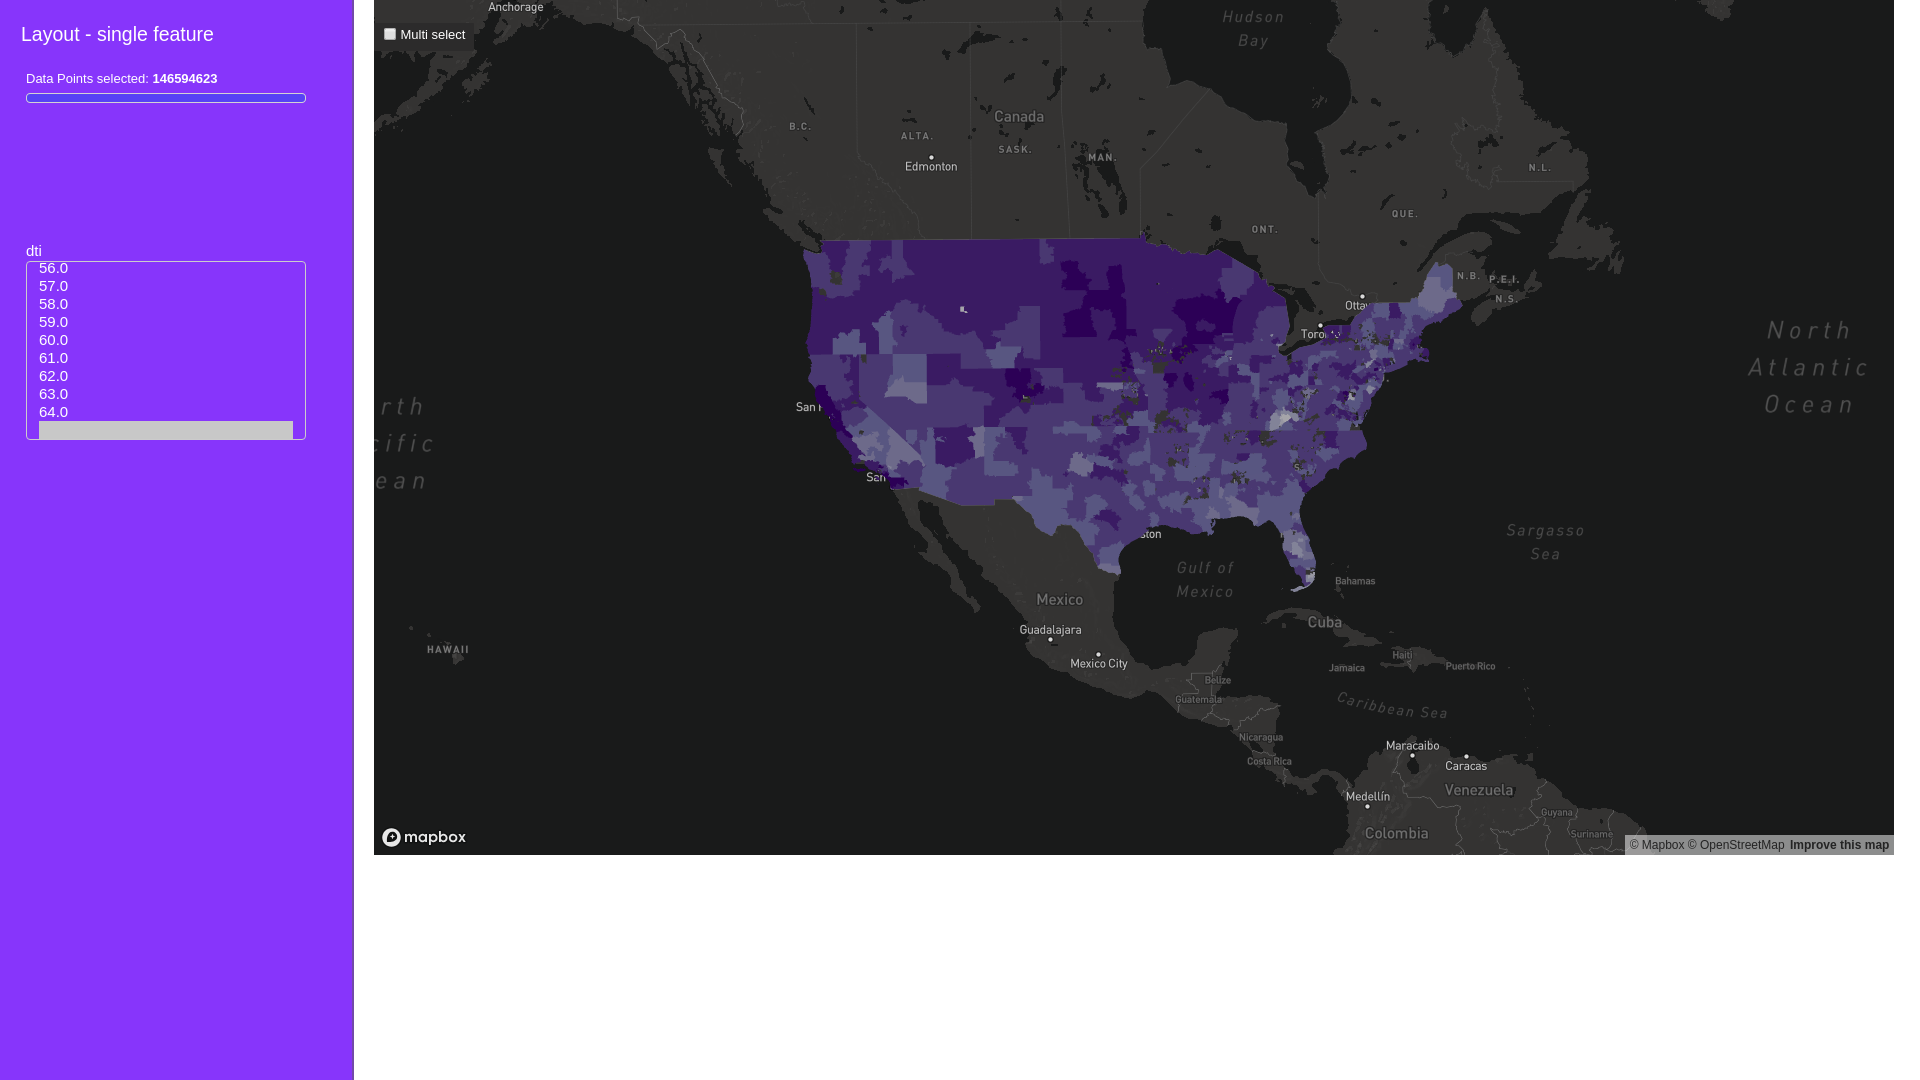 Layout - single feature
Data Points selected: 146594623
dti
56.0
57.0
58.0
59.0
60.0
61.0
62.0
63.0
64.0
Multi select
Anchorage
Hudson
Bay
Canada
B.C.
ALTA.
SASK.
MAN.
Edmonton
N.L.
QUE.
ONT.
N.B.
P.E.I.
N.S.
Otta
Toro
North
Atlantic
Ocean
rth
cific
ean
San
San
S.
ston
Sargasso
Sea
Gulf of
Mexico
Bahamas
Mexico
Guadalajara
Mexico City
Cuba
HAWAII
Haiti
Jamaica
Puerto Rico
Belize
Guatemala
Caribbean Sea
Nicaragua
Costa Rica
Maracaibo
Caracas
Medellín
Venezuela
Guyana
Suriname
Colombia
mapbox
© Mapbox © OpenStreetMap Improve this map